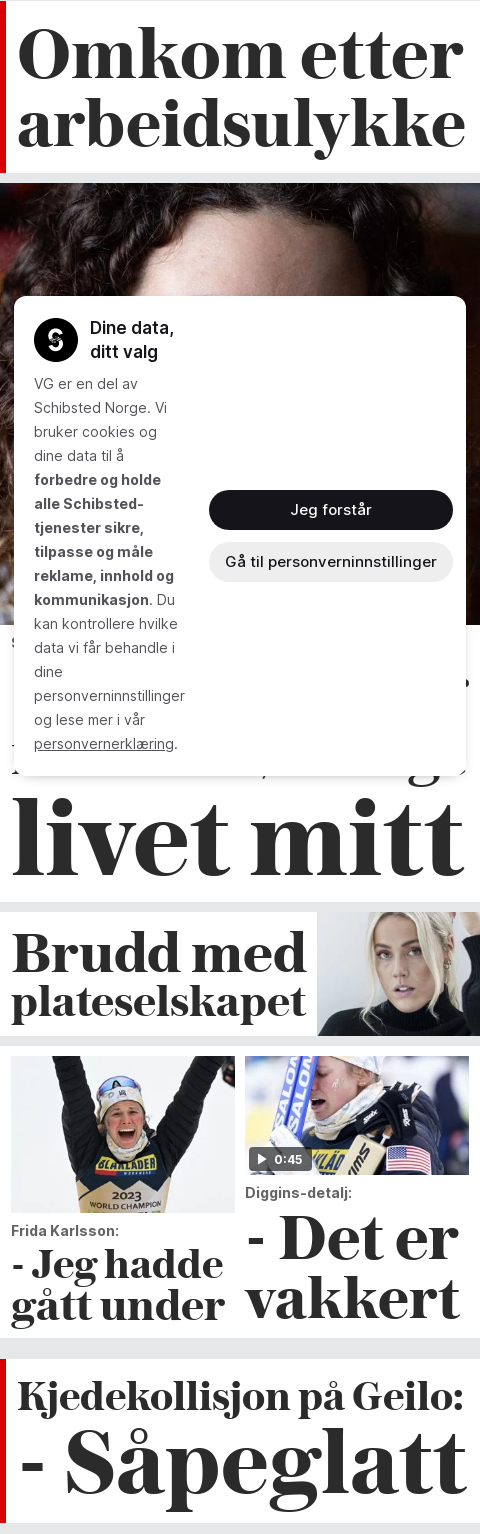 Omkom etter
arbeidsulykke
Dine data,
ditt valg
VG er en del av
Schibsted Norge. Vi
bruker cookies og
dine data til å
forbedre og holde
alle Schibsted-
tjenester sikre,
tilpasse og måle
reklame, innhold og
kommunikasjon. Du
kan kontrollere hvilke
data vi får behandle i
dine
personverninnstillinger
og lese mer i vår
personvernerklæring.
Jeg forstår
Gå til personverninnstillinger
livet mitt
Brudd med
plateselskapet
SALOM
BLÅKLÄDER
2023
WORLD CHAMPION
0:45
Frida Karlsson:
- Jeg hadde
gått under
Diggins-detalj:
- Det er
vakkert
Kjedekollisjon på Geilo:
- Såpeglatt